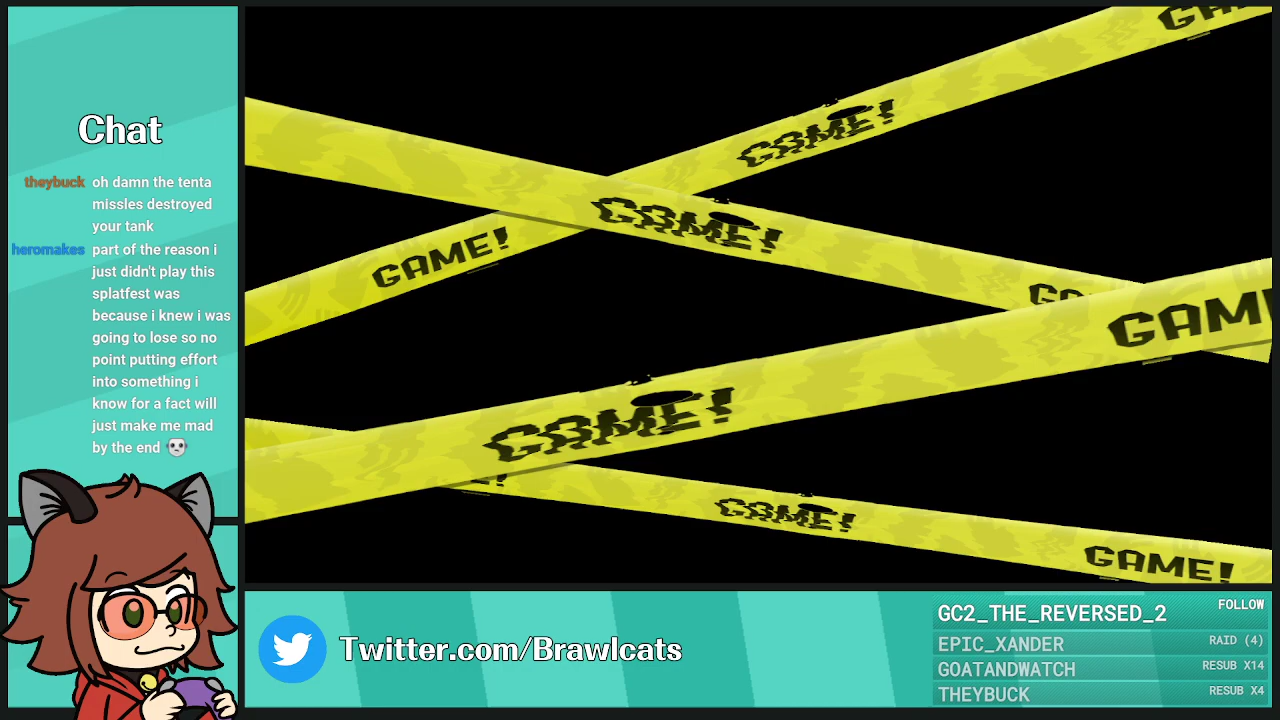 Chat
theybuck oh damn the tenta
missles destroyed
your tank
heromakes part of the reason i
just didn't play this
splatfest was
because i knew i was
going to lose so no
point putting effort
into something i
know for a fact will
just make me mad
by the end
GAME!
GAME!
GAME!
GAME!
GAME!
GAME!
Twitter.com/Brawlcats
GC2_THE_REVERSED_2 FOLLOW
EPIC_XANDER RAID (4)
GOATANDWATCH RESUB X14
THEYBUCK RESUB X4